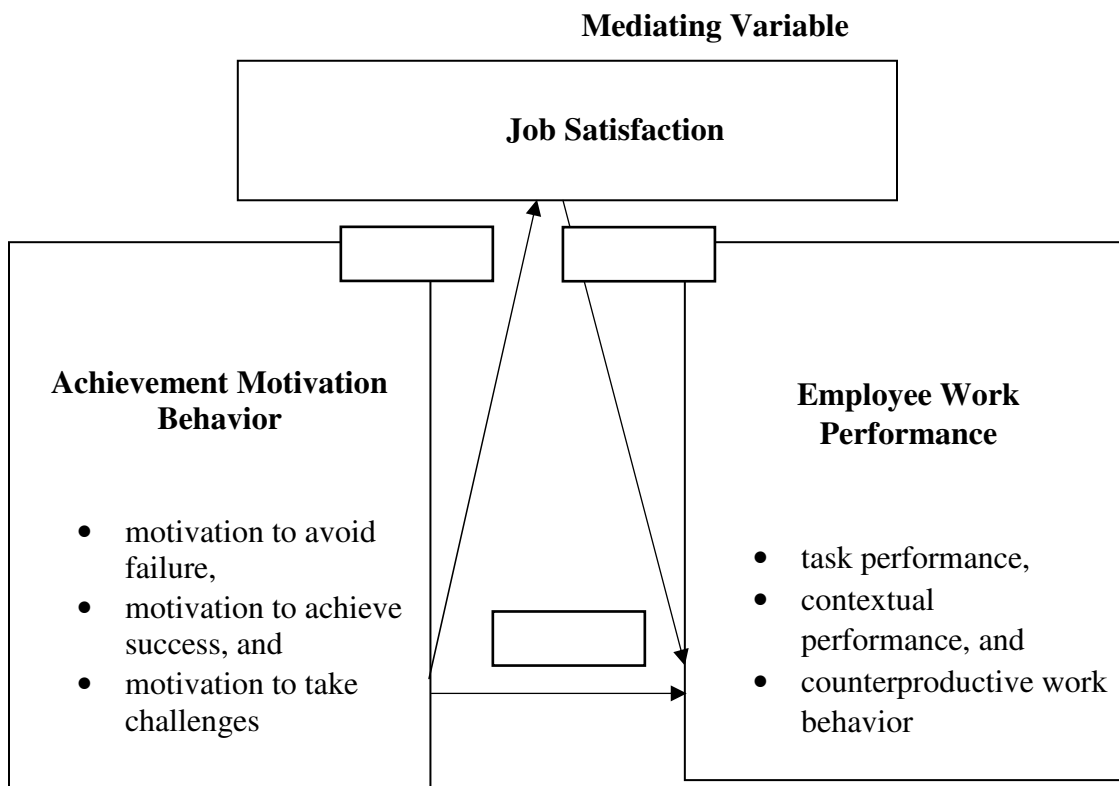 Mediating Variable
Job Satisfaction
Achievement Motivation
Behavior
• motivation to avoid
failure,
• motivation to achieve
success, and
• motivation to take
challenges
Employee Work
Performance
• task performance,
• contextual
performance, and
• counterproductive work
behavior